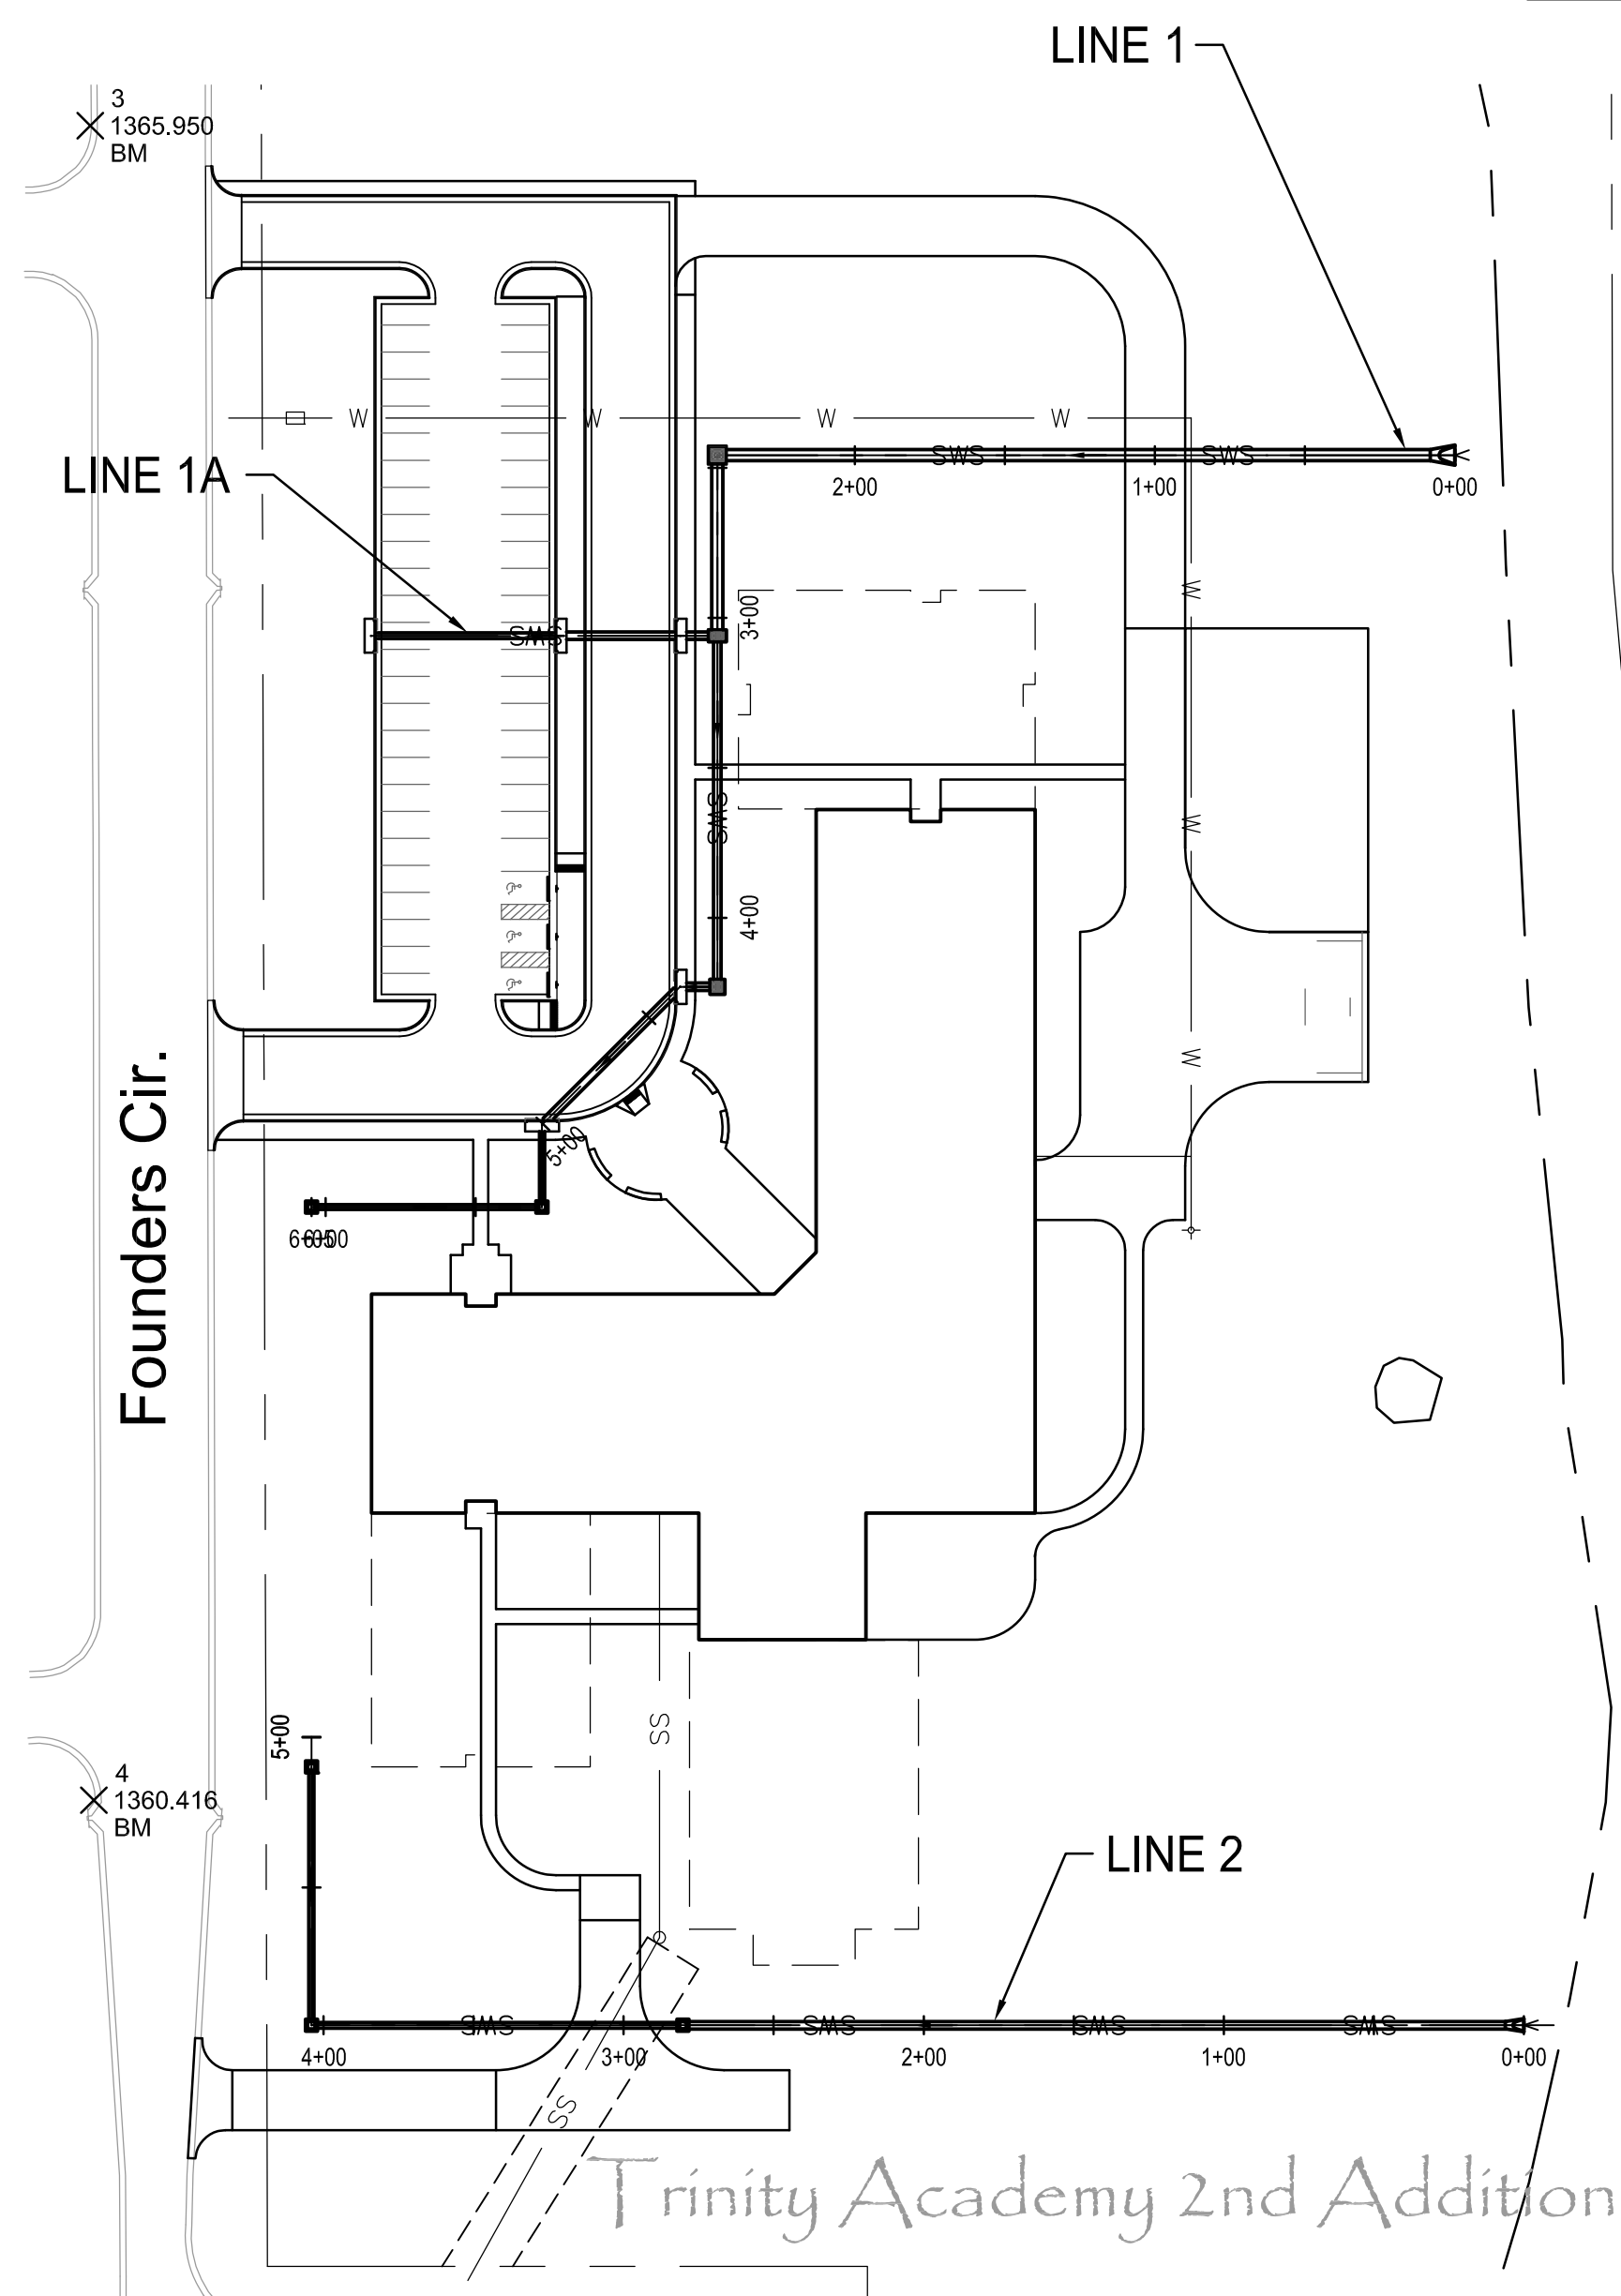 LINE 1
3
1365.950
BM
W W W W
SWS SWS
LINE 1A
2+00 1+00 0+00
W
3+00
SWS
SWS
W
4+00
W
Founders Cir.
5+00
6+00
SS
5+00
4
1360.416
BM
LINE 2
SWS SWS SWS SWS
4+00 3+00 2+00 1+00 0+00
SS
Trinity Academy 2nd Addition